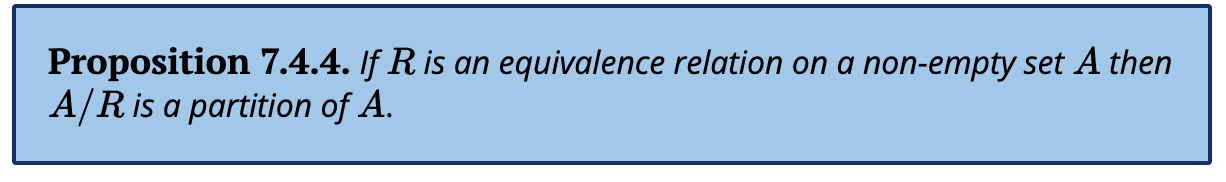 Proposition 7.4.4. If R is an equivalence relation on a non-empty set A then
A/R is a partition of A.